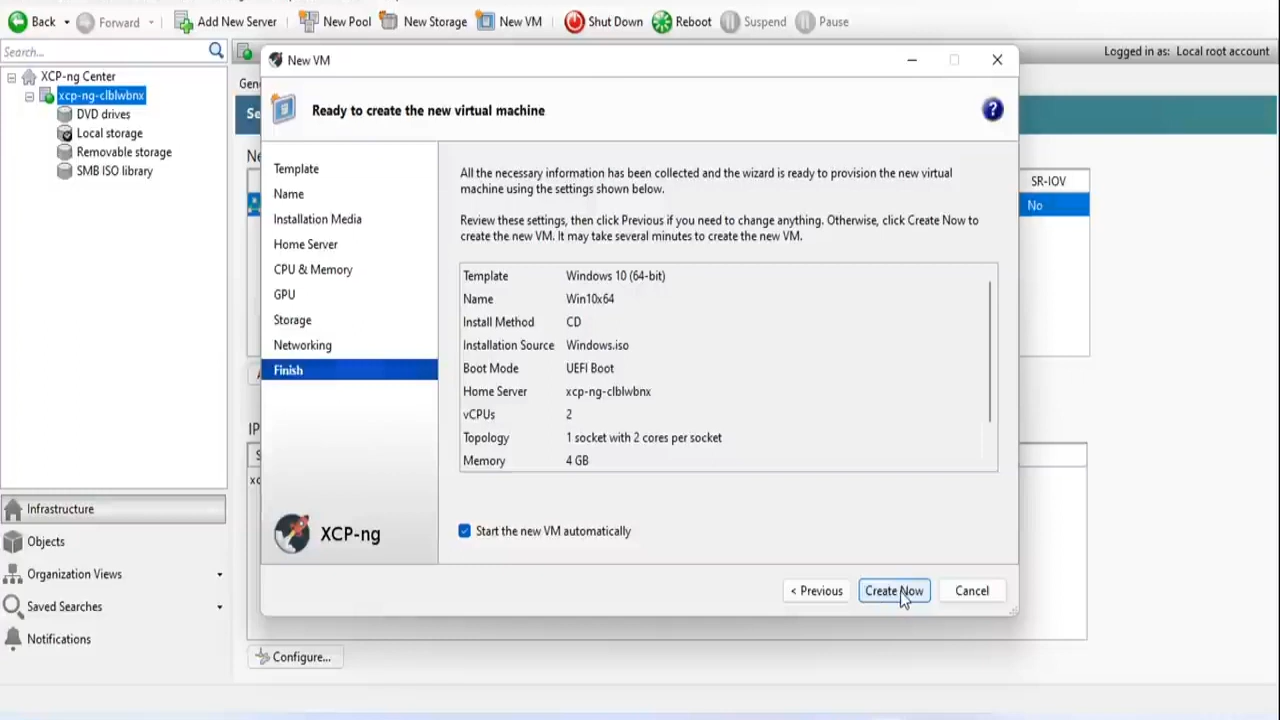 Back
Forward
Add New Server
New Pool
New Storage
New VM
Shut Down
Reboot
Suspend
Pause
Search...
New VM
Logged in as: Local root account
XCP-ng Center
xcp-ng-clblwbnx
DVD drives
Local storage
Removable storage
SMB ISO library
Ready to create the new virtual machine
?
SR-IOV
No
Template
Name
Installation Media
Home Server
CPU & Memory
GPU
Storage
Networking
Finish
XCP-ng
All the necessary information has been collected and the wizard is ready to provision the new virtual
machine using the settings shown below.
Review these settings, then click Previous if you need to change anything. Otherwise, click Create Now to
create the new VM. It may take several minutes to create the new VM.
Template Windows 10 (64-bit)
Name Win10x64
Install Method CD
Installation Source Windows.iso
Boot Mode UEFI Boot
Home Server xcp-ng-clblwbnx
vCPUs 2
Topology 1 socket with 2 cores per socket
Memory 4 GB
Start the new VM automatically
< Previous
Create Now
Cancel
Infrastructure
Objects
Organization Views
Saved Searches
Notifications
Configure...